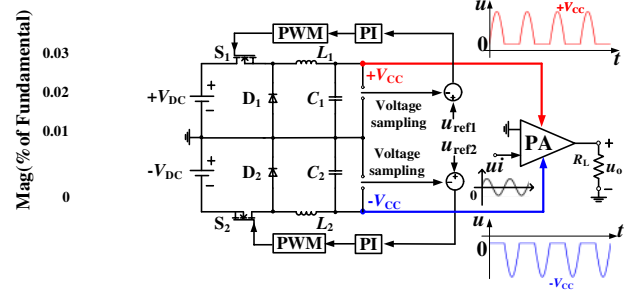 Mag(% of Fundamental)
0.03
0.02
0.01
0
S1
PWM
PI
L1
+VCC
+VDC
+
−
D1
C1
Voltage
sampling
-
+
uref1
uref2
-VDC
+
−
D2
C2
Voltage
sampling
+
-
S2
L2
-VCC
PWM
PI
u
+VCC
0
t
PA
RL
+
uo
−
ui
0
u
t
0
-VCC